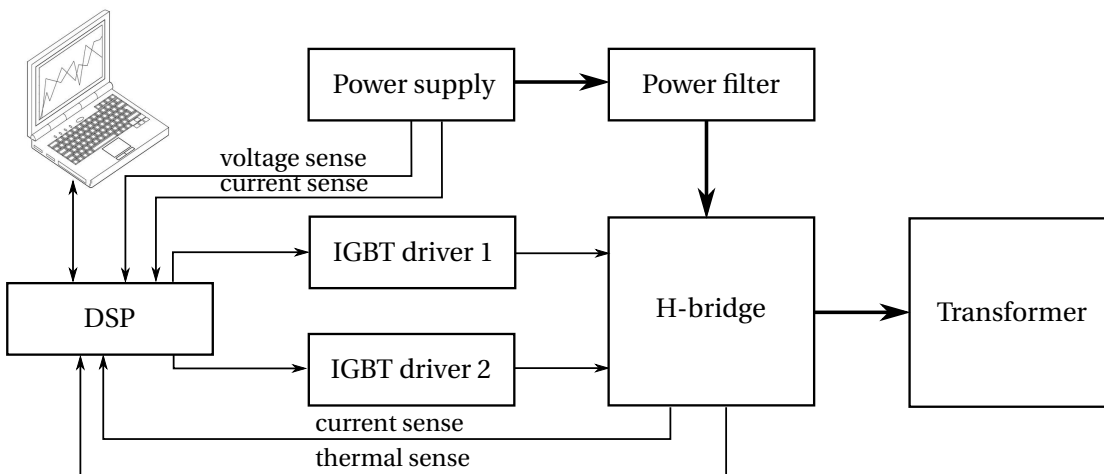 Power supply
Power filter
voltage sense
current sense
IGBT driver 1
DSP
H-bridge
Transformer
IGBT driver 2
current sense
thermal sense